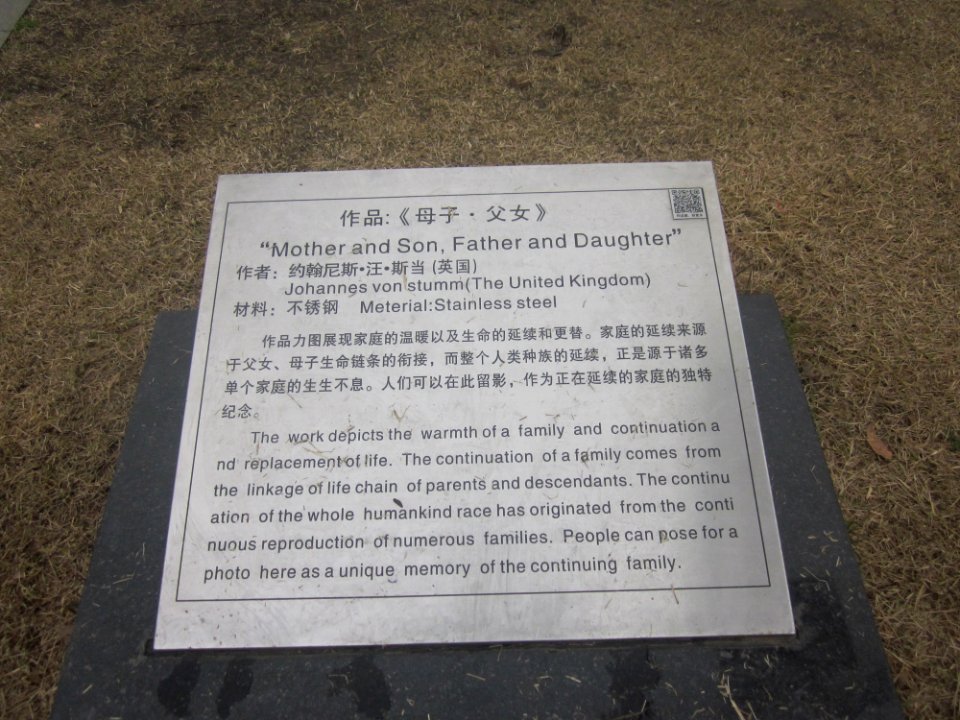 作品:《母子·父女》
“Mother and Son, Father and Daughter”
作者：约翰尼斯•汪•斯当 (英国)
Johannes von stumm(The United Kingdom)
材料：不锈钢 Meterial:Stainless steel
作品力图展现家庭的温暖以及生命的延续和更替。家庭的延续来源
于父女、母子生命链条的衔接，而整个人类种族的延续，正是源于诸多
单个家庭的生生不息。人们可以在此留影，作为正在延续的家庭的独特
纪念。
The work depicts the warmth of a family and continuation a
nd replacement of life. The continuation of a family comes from
the linkage of life chain of parents and descendants. The continu
ation of the whole humankind race has originated from the conti
nuous reproduction of numerous families. People can pose for a
photo here as a unique memory of the continuing family.